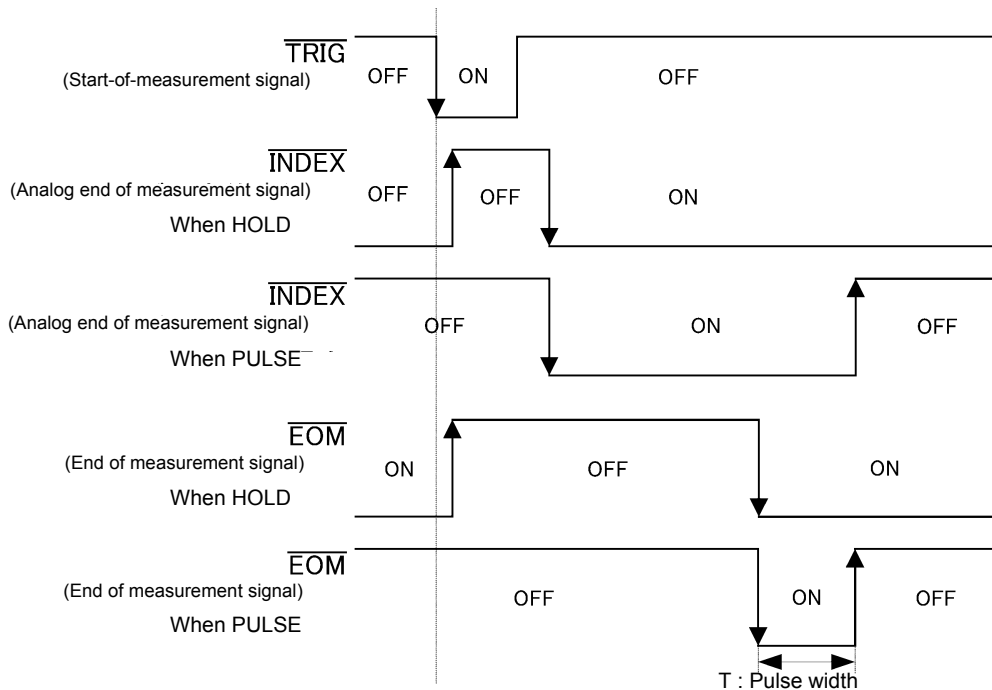 TRIG
(Start-of-measurement signal)
OFF ON OFF
INDEX
(Analog end of measurement signal)
When HOLD
OFF OFF ON
INDEX
(Analog end of measurement signal)
When PULSE
OFF ON OFF
EOM
(End of measurement signal)
When HOLD
ON OFF ON
EOM
(End of measurement signal)
When PULSE
OFF ON OFF
T : Pulse width